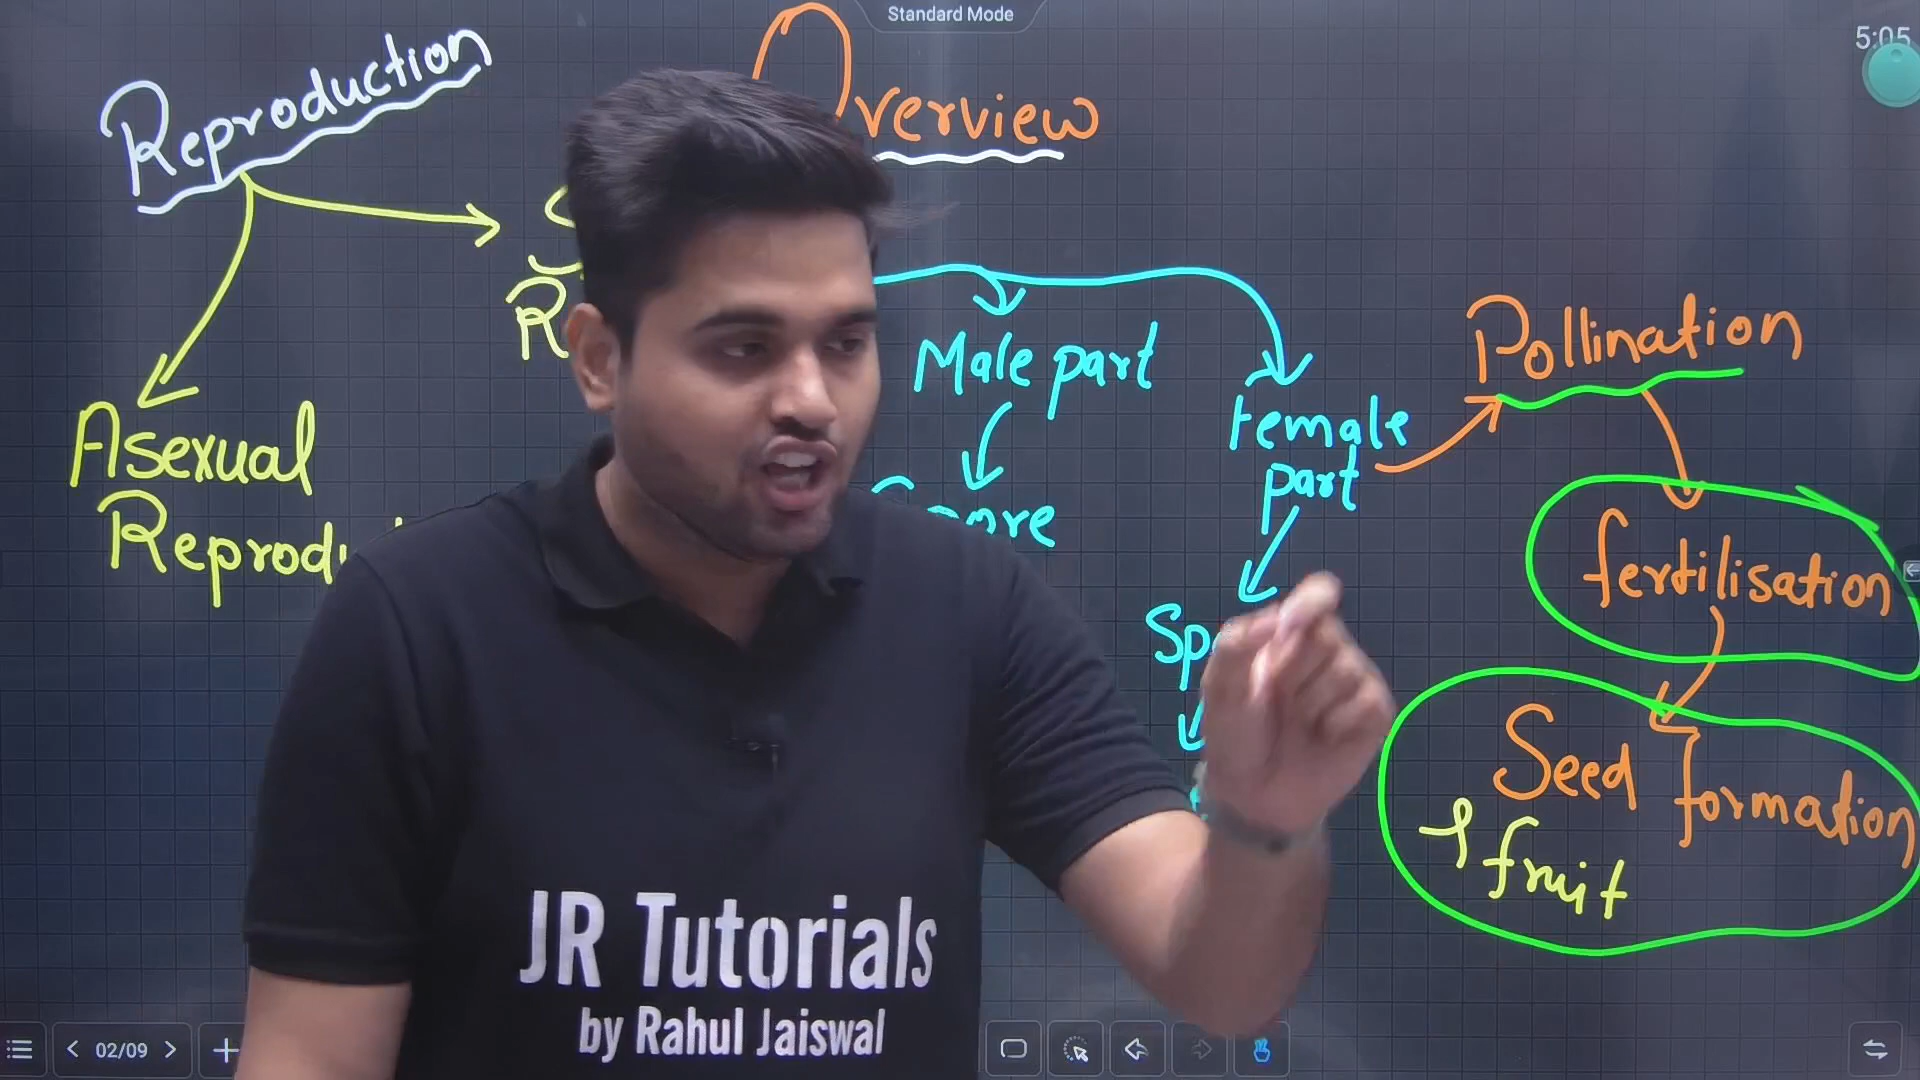 Standard Mode
5:05
Reproduction
Overview
Asexual
Male part
Female
part
Pollination
fertilisation
Seed formation
fruit
JR Tutorials
by Rahul Jaiswal
02/09